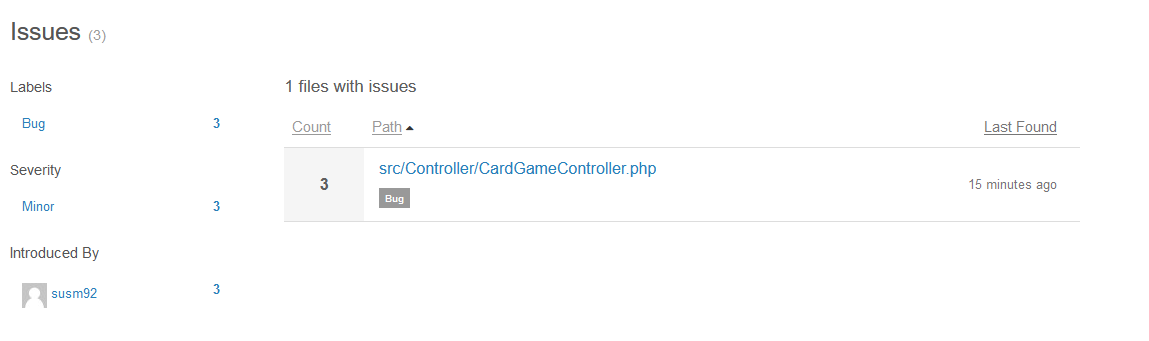 Issues (3)
Labels
Bug 3
Severity
Minor 3
Introduced By
susm92 3
1 files with issues
Count Path Last Found
3 src/Controller/CardGameController.php 15 minutes ago
Bug